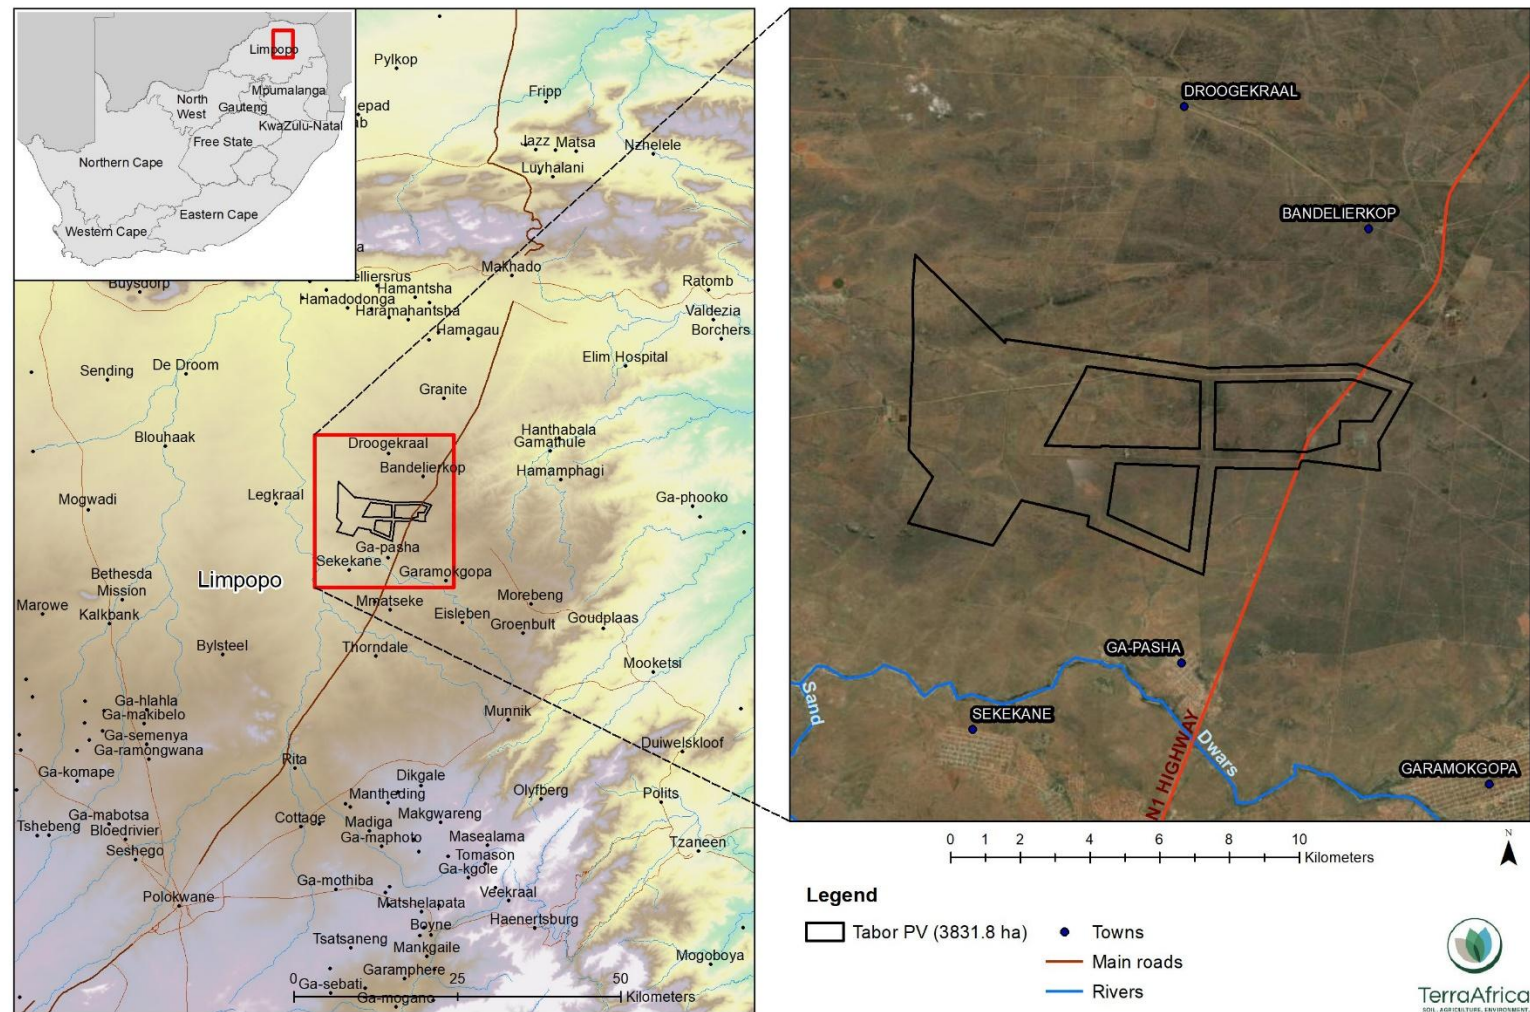 Limpopo
Mpumalanga
North
West
Gauteng
KwaZulu-Natal
Free State
Northern Cape
Eastern Cape
Western Cape
Pylkop
Fripp
Jazz
Matsa
Nzhelele
Luvhalani
Makhado
Buysdorp
Hamantsha
Hamadodonga
Haramahantsha
Hamagau
Ratomb
Valdezia
Borchers
Elim Hospital
Sending
De Droom
Granite
Blouhaak
Droogekraal
Bandelierkop
Hanthabala
Gamathule
Hamamphagi
Mogwadi
Legkraal
Ga-phooko
Ga-pasha
Sekekane
Garamokgopa
Bethesda
Mission
Limpopo
Marowe
Kalkbank
Mmatseke
Morebeng
Eisleben
Groenbult
Goudplaas
Bylsteel
Thorndale
Mooketsi
Ga-hlahla
Ga-makibelo
Ga-semenya
Ga-ramongwana
Munnik
Duiwelskloof
Ga-komape
Rita
Dikgale
Mantheding
Olyfberg
Polits
Ga-mabotsa
Tshebeng
Bloedrivier
Seshego
Cottage
Madiga
Makgwareng
Ga-maphoto
Masealama
Tomason
Ga-kgole
Tzaneen
Ga-mothiba
Veekraal
Polokwane
Matshelapata
Haenertsburg
Boyne
Tsatsaneng
Mankgaile
Mogoboya
Garamphere
Ga-sebati
Ga-mogano
0 25 50
Kilometers
DROOGEKRAAL
BANDELIERKOP
GA-PASHA
Sand
SEKEKANE
N1 HIGHWAY
Dwars
GARAMOKGOPA
0 1 2 4 6 8 10
Kilometers
N
Legend
Tabor PV (3831.8 ha)
Towns
Main roads
Rivers
TerraAfrica
SOIL. AGRICULTURE. ENVIRONMENT.